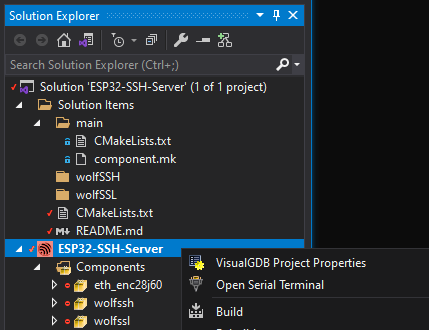 Solution Explorer
Search Solution Explorer (Ctrl+;)
Solution 'ESP32-SSH-Server' (1 of 1 project)
Solution Items
main
CMakeLists.txt
component.mk
wolfSSH
wolfSSL
CMakeLists.txt
M+ README.md
ESP32-SSH-Server
Components
eth_enc28j60
wolfssh
wolfssl
VisualGDB Project Properties
Open Serial Terminal
Build